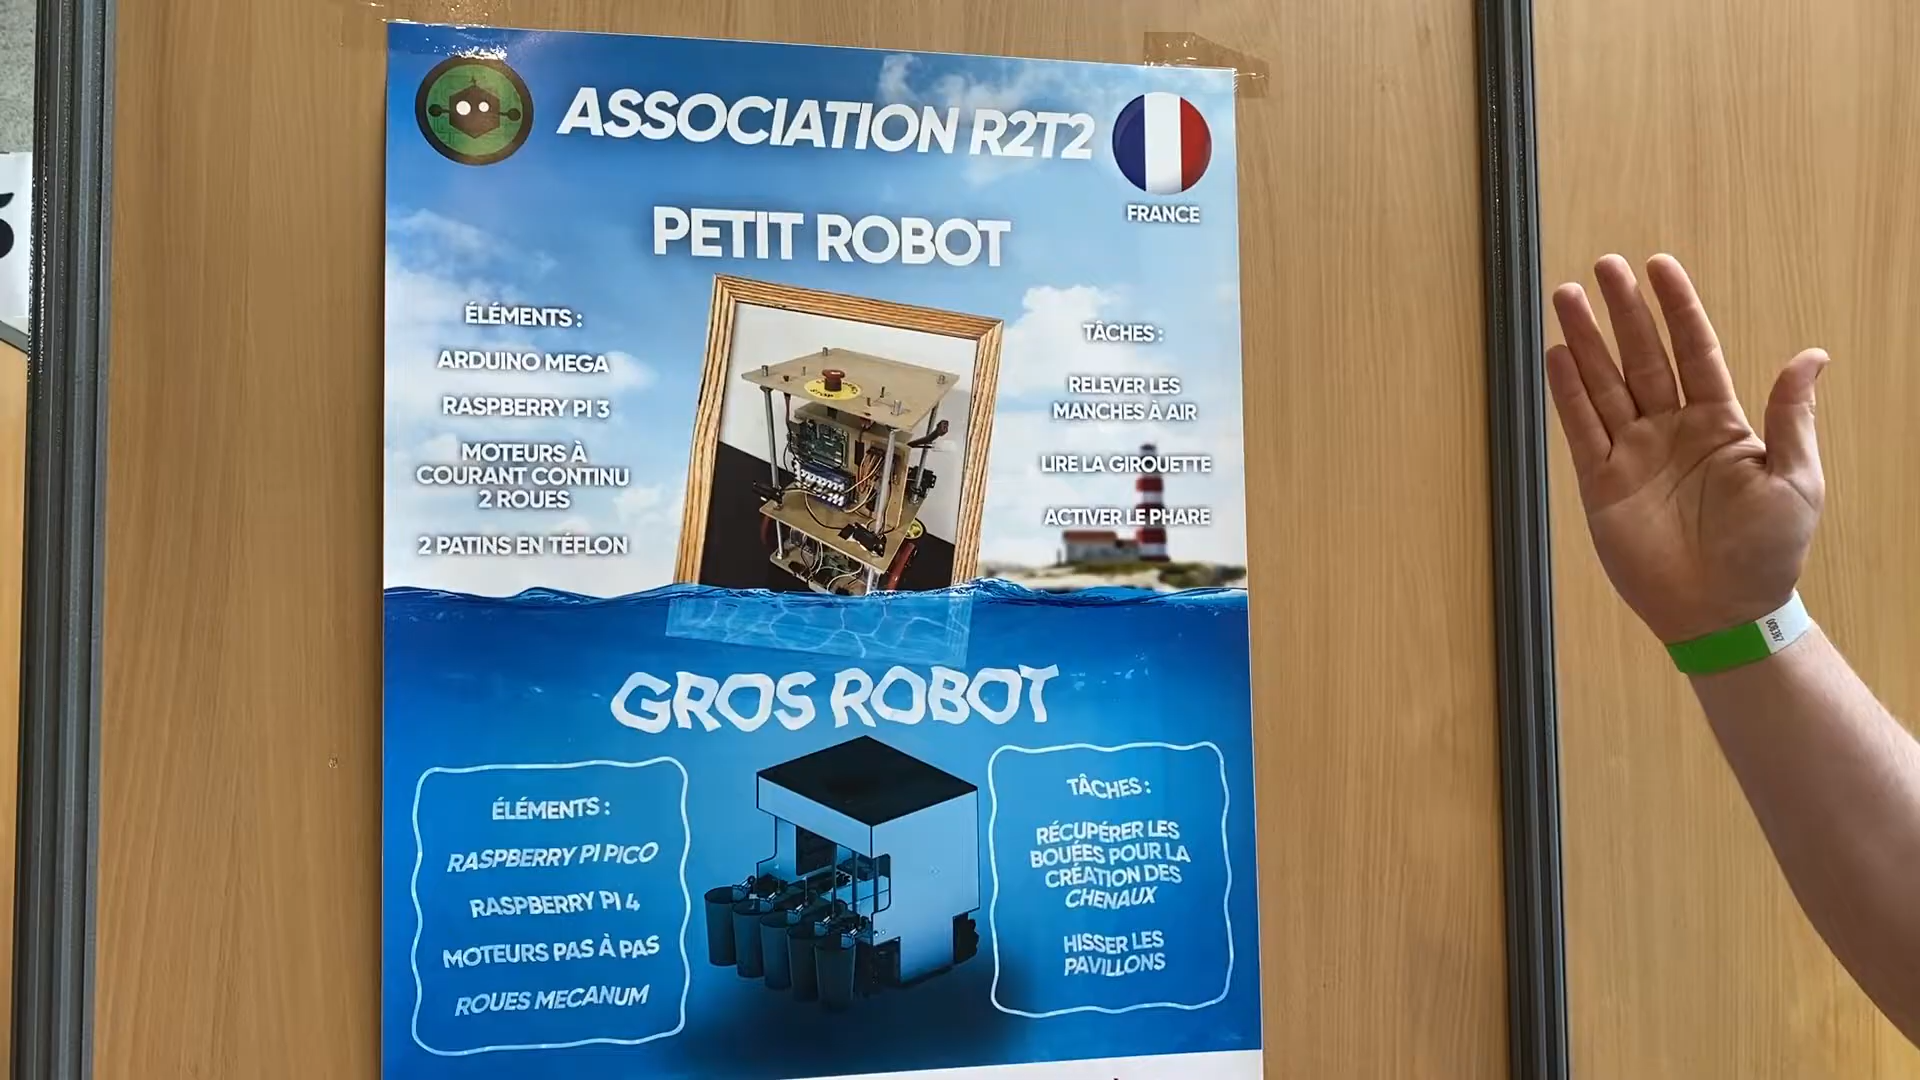 ASSOCIATION R2T2
FRANCE
PETIT ROBOT
ÉLÉMENTS :
ARDUINO MEGA
RASPBERRY PI 3
MOTEURS À
COURANT CONTINU
2 ROUES
2 PATINS EN TÉFLON
TÂCHES :
RELEVER LES
MANCHES À AIR
LIRE LA GIROUETTE
ACTIVER LE PHARE
GROS ROBOT
ÉLÉMENTS :
RASPBERRY PI PICO
RASPBERRY PI 4
MOTEURS PAS À PAS
ROUES MECANUM
TÂCHES :
RÉCUPÉRER LES
BOUÉES POUR LA
CRÉATION DES
CHENAUX
HISSER LES
PAVILLONS